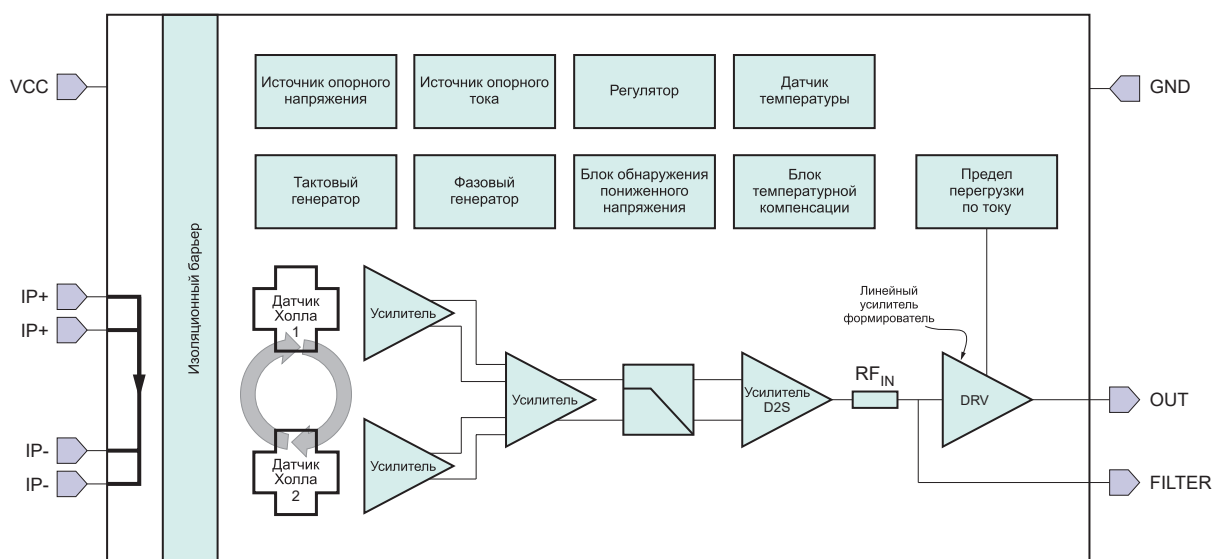 VCC
GND
Источник опорного
напряжения
Источник опорного
тока
Регулятор
Датчик
температуры
Тактовый
генератор
Фазовый
генератор
Блок обнаружения
пониженного
напряжения
Блок
температурной
компенсации
Предел
перегрузки
по току
Изоляционный барьер
IP+
IP+
IP-
IP-
Датчик
Холла
1
Датчик
Холла
2
Усилитель
Усилитель
Усилитель
Усилитель
D2S
RFIN
Линейный
усилитель
формирователь
DRV
OUT
FILTER